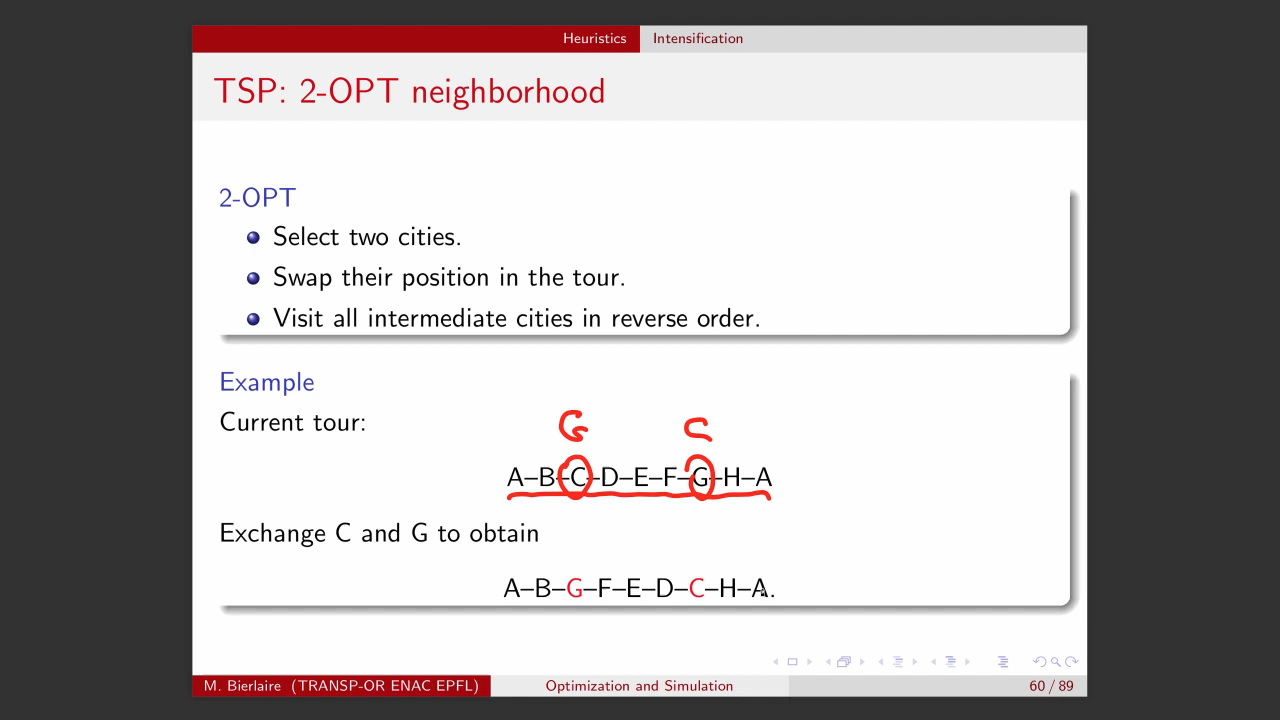 Heuristics Intensification
TSP: 2-OPT neighborhood
2-OPT
Select two cities.
Swap their position in the tour.
Visit all intermediate cities in reverse order.
Example
Current tour:
G C
A–B–C–D–E–F–G–H–A
Exchange C and G to obtain
A–B–G–F–E–D–C–H–A.
M. Bierlaire (TRANSP-OR ENAC EPFL) Optimization and Simulation 60 / 89